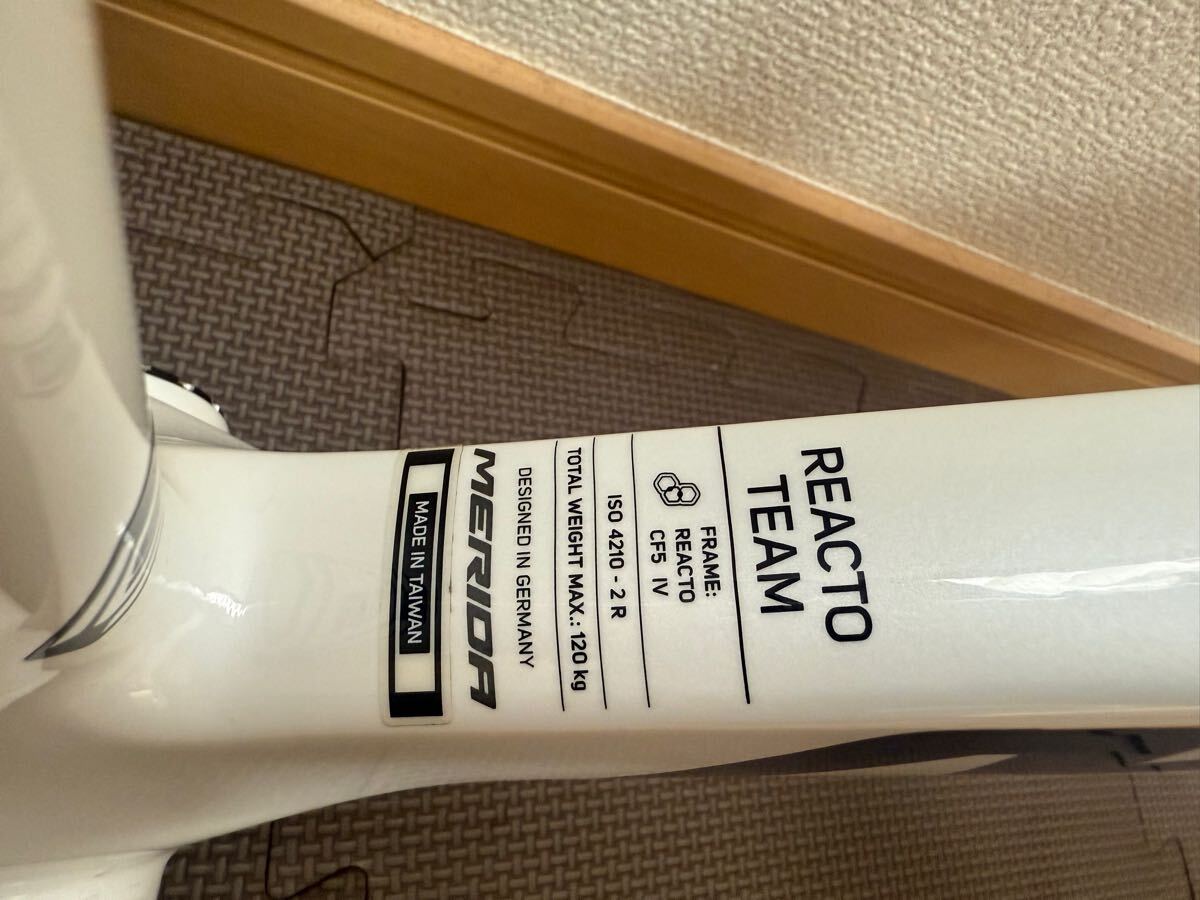 REACTO
TEAM
FRAME:
REACTO
CF5 IV
ISO 4210 - 2 R
TOTAL WEIGHT MAX.: 120 kg
DESIGNED IN GERMANY
MERIDA
MADE IN TAIWAN